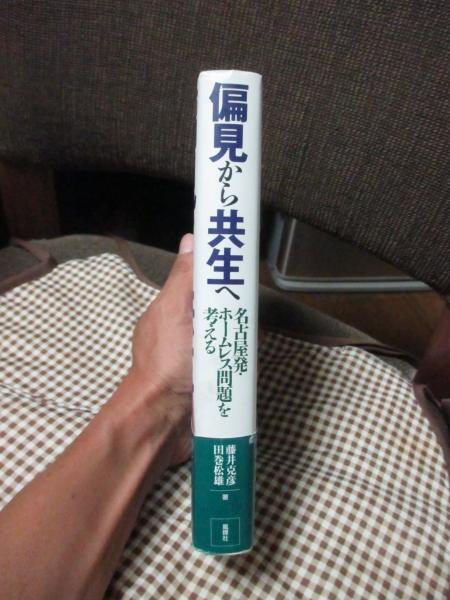 偏見から共生へ
名古屋発・
ホームレス問題を
考える
藤井克彦
田巻松雄
著
風媒社